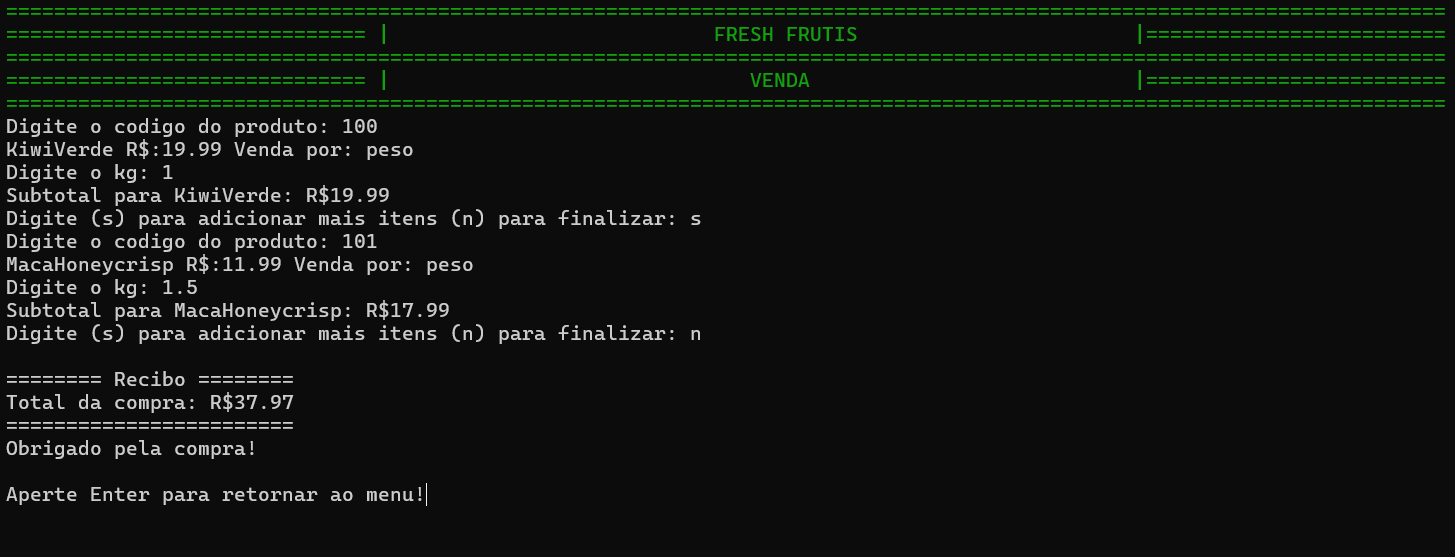 ========================================================================================================================
============================== |                           FRESH FRUTIS                       |=========================
========================================================================================================================
============================== |                              VENDA                           |=========================
========================================================================================================================
Digite o codigo do produto: 100
KiwiVerde R$:19.99 Venda por: peso
Digite o kg: 1
Subtotal para KiwiVerde: R$19.99
Digite (s) para adicionar mais itens (n) para finalizar: s
Digite o codigo do produto: 101
MacaHoneycrisp R$:11.99 Venda por: peso
Digite o kg: 1.5
Subtotal para MacaHoneycrisp: R$17.99
Digite (s) para adicionar mais itens (n) para finalizar: n
======== Recibo ========
Total da compra: R$37.97
========================
Obrigado pela compra!
Aperte Enter para retornar ao menu!